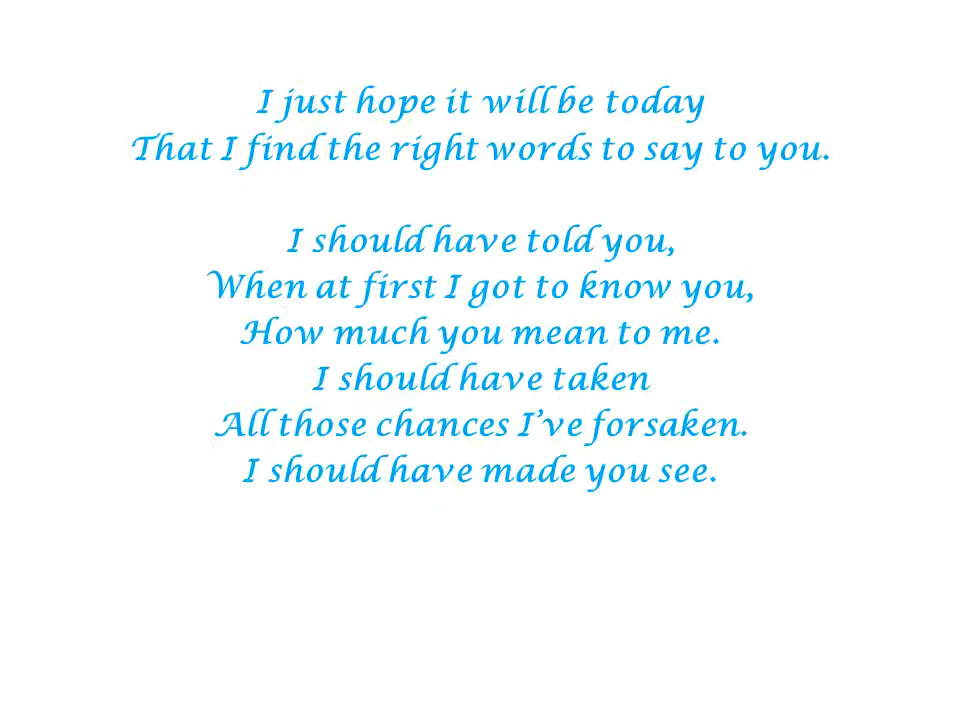 I just hope it will be today
That I find the right words to say to you.
I should have told you,
When at first I got to know you,
How much you mean to me.
I should have taken
All those chances I’ve forsaken.
I should have made you see.